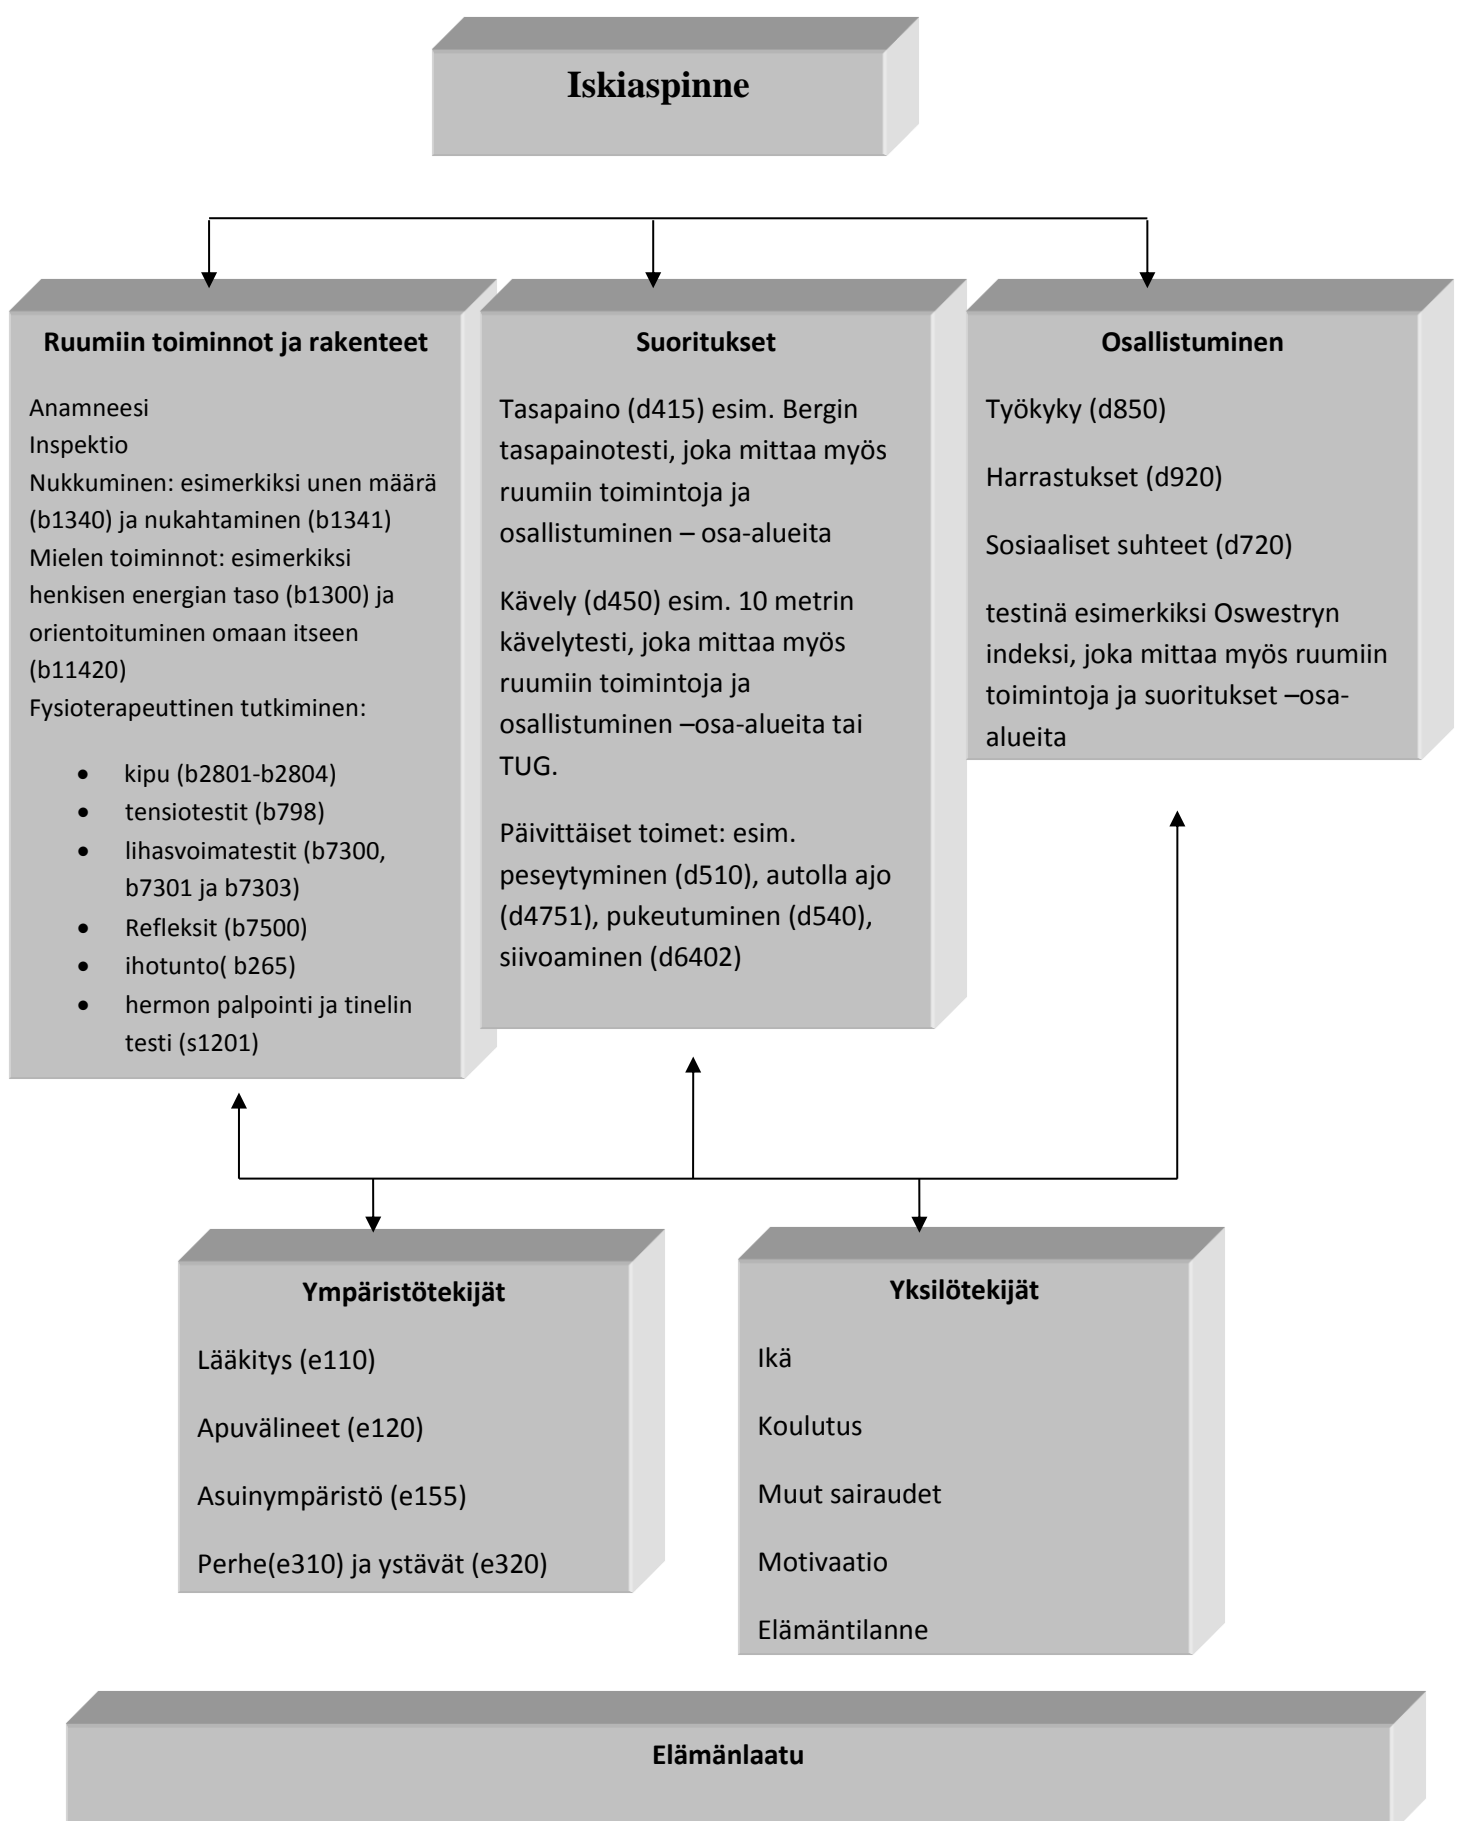 Iskiaspinne
Ruumiin toiminnot ja rakenteet
Anamneesi
Inspektio
Nukkuminen: esimerkiksi unen määrä
(b1340) ja nukahtaminen (b1341)
Mielen toiminnot: esimerkiksi
henkisen energian taso (b1300) ja
orientoituminen omaan itseen
(b11420)
Fysioterapeuttinen tutkiminen:
• kipu (b2801-b2804)
• tensiotestit (b798)
• lihasvoimatestit (b7300,
b7301 ja b7303)
• Refleksit (b7500)
• ihotunto( b265)
• hermon palpointi ja tinelin
testi (s1201)
Suoritukset
Tasapaino (d415) esim. Bergin
tasapainotesti, joka mittaa myös
ruumiin toimintoja ja
osallistuminen – osa-alueita
Kävely (d450) esim. 10 metrin
kävelytesti, joka mittaa myös
ruumiin toimintoja ja
osallistuminen –osa-alueita tai
TUG.
Päivittäiset toimet: esim.
peseytyminen (d510), autolla ajo
(d4751), pukeutuminen (d540),
siivoaminen (d6402)
Osallistuminen
Työkyky (d850)
Harrastukset (d920)
Sosiaaliset suhteet (d720)
testinä esimerkiksi Oswestryn
indeksi, joka mittaa myös ruumiin
toimintoja ja suoritukset –osa-
alueita
Ympäristötekijät
Lääkitys (e110)
Apuvälineet (e120)
Asuinympäristö (e155)
Perhe(e310) ja ystävät (e320)
Yksilötekijät
Ikä
Koulutus
Muut sairaudet
Motivaatio
Elämäntilanne
Elämänlaatu